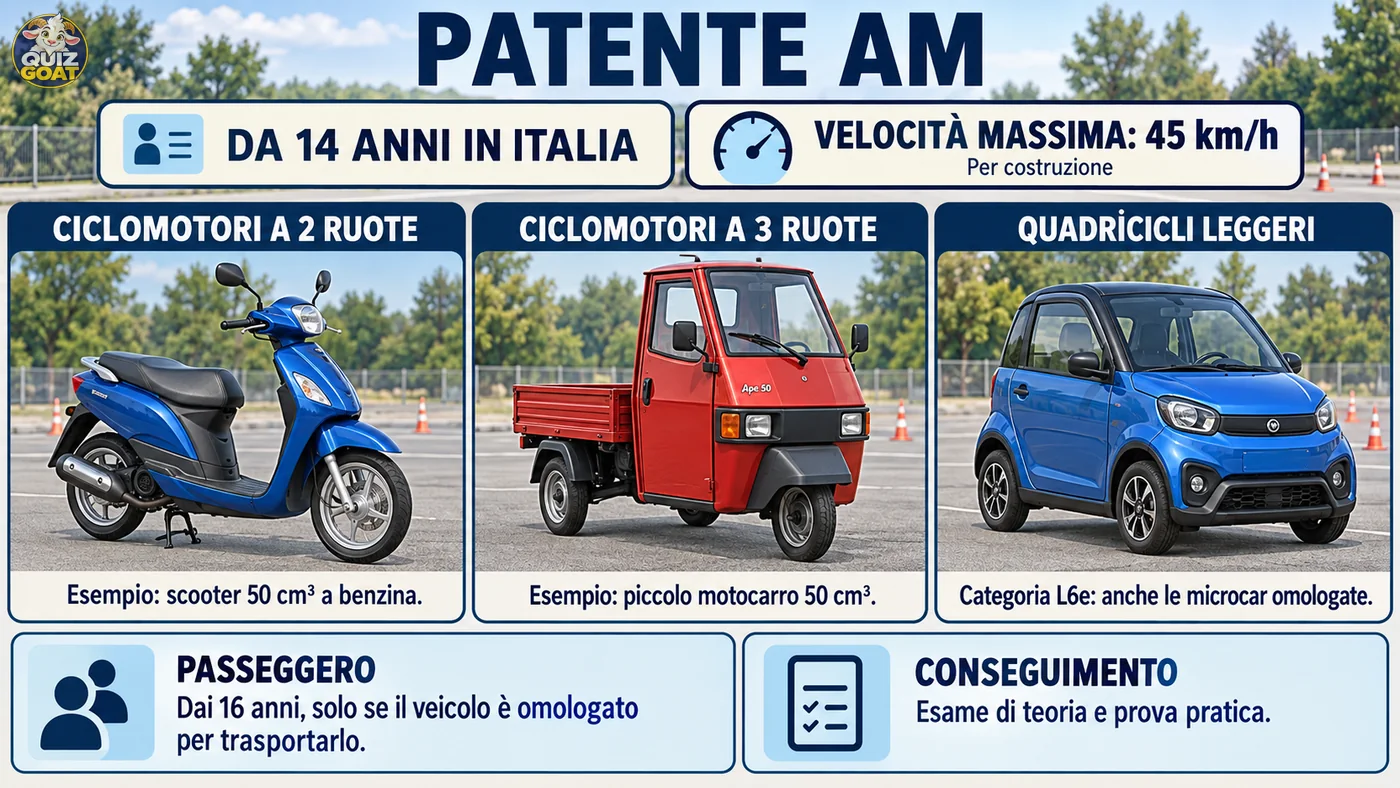 QUIZ
GOAT
PATENTE AM
DA 14 ANNI IN ITALIA
VELOCITÀ MASSIMA: 45 km/h
Per costruzione
CICLOMOTORI A 2 RUOTE
CICLOMOTORI A 3 RUOTE
QUADRİCICLI LEGGERI
Ape 50
Esempio: scooter 50 cm³ a benzina.
Esempio: piccolo motocarro 50 cm³.
Categoria L6e: anche le microcar omologate.
PASSEGGERO
Dai 16 anni, solo se il veicolo è omologato
per trasportarlo.
CONSEGUIMENTO
Esame di teoria e prova pratica.